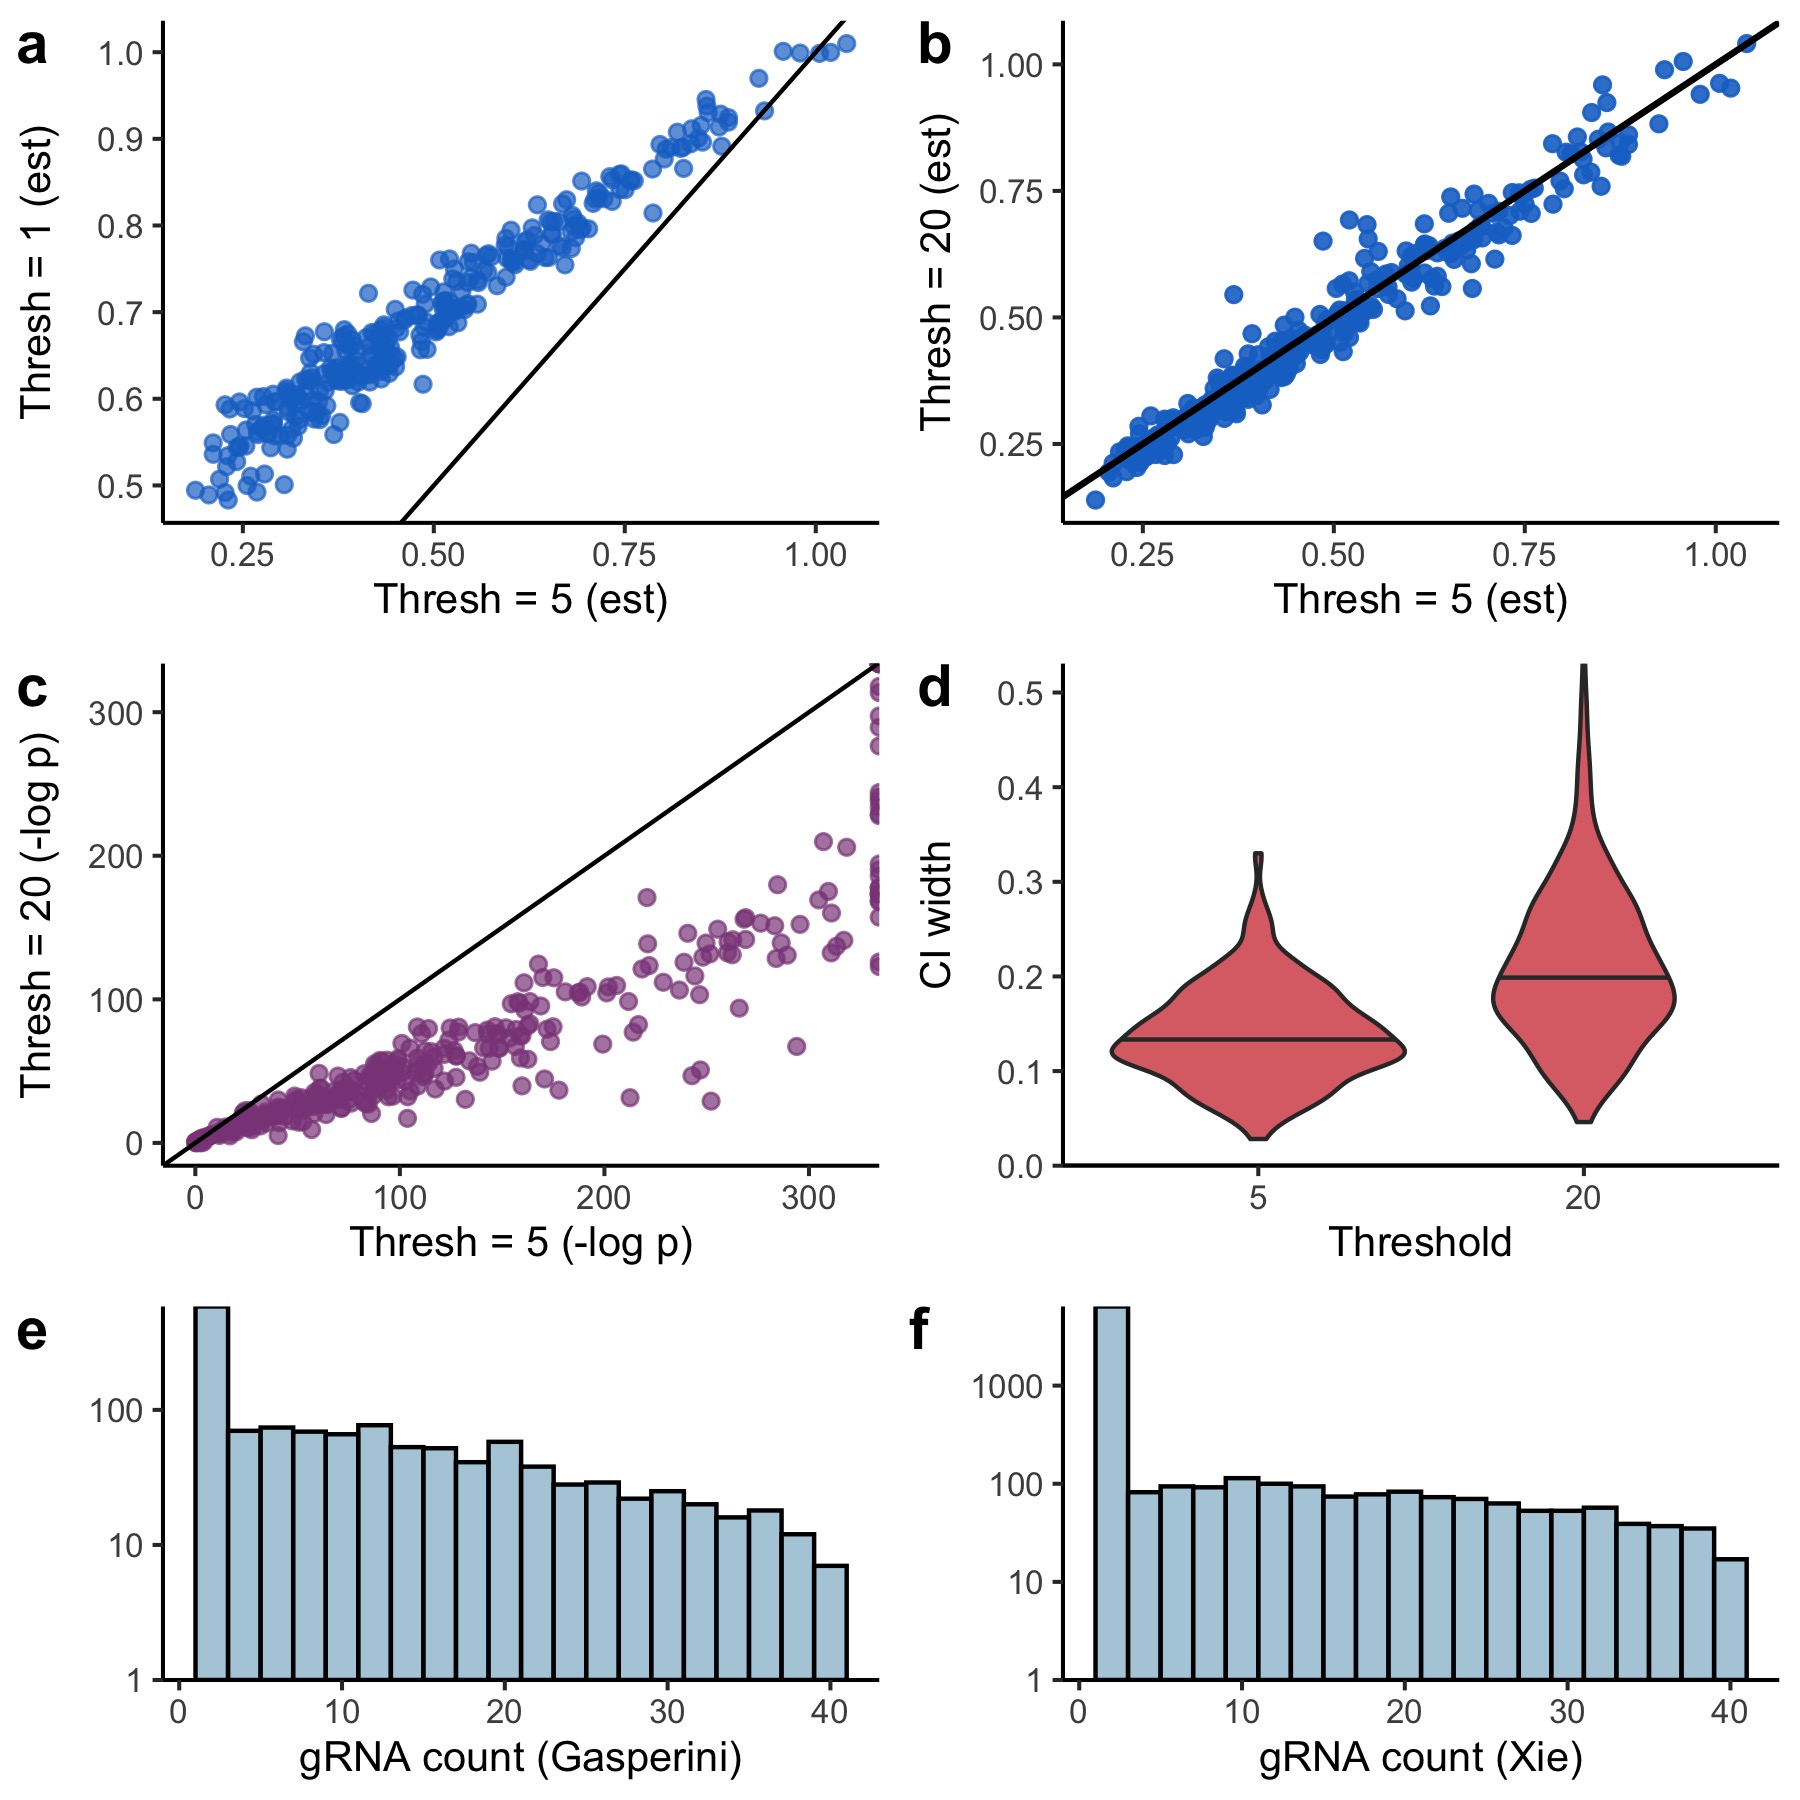 a
Thresh = 1 (est)
1.0
0.9
0.8
0.7
0.6
0.5
0.25 0.50 0.75 1.00
Thresh = 5 (est)
b
Thresh = 20 (est)
1.00
0.75
0.50
0.25
0.25 0.50 0.75 1.00
Thresh = 5 (est)
c
Thresh = 20 (-log p)
300
200
100
0
0 100 200 300
Thresh = 5 (-log p)
d
CI width
0.5
0.4
0.3
0.2
0.1
0.0
5 20
Threshold
e
100
10
1
0 10 20 30 40
gRNA count (Gasperini)
f
1000
100
10
1
0 10 20 30 40
gRNA count (Xie)